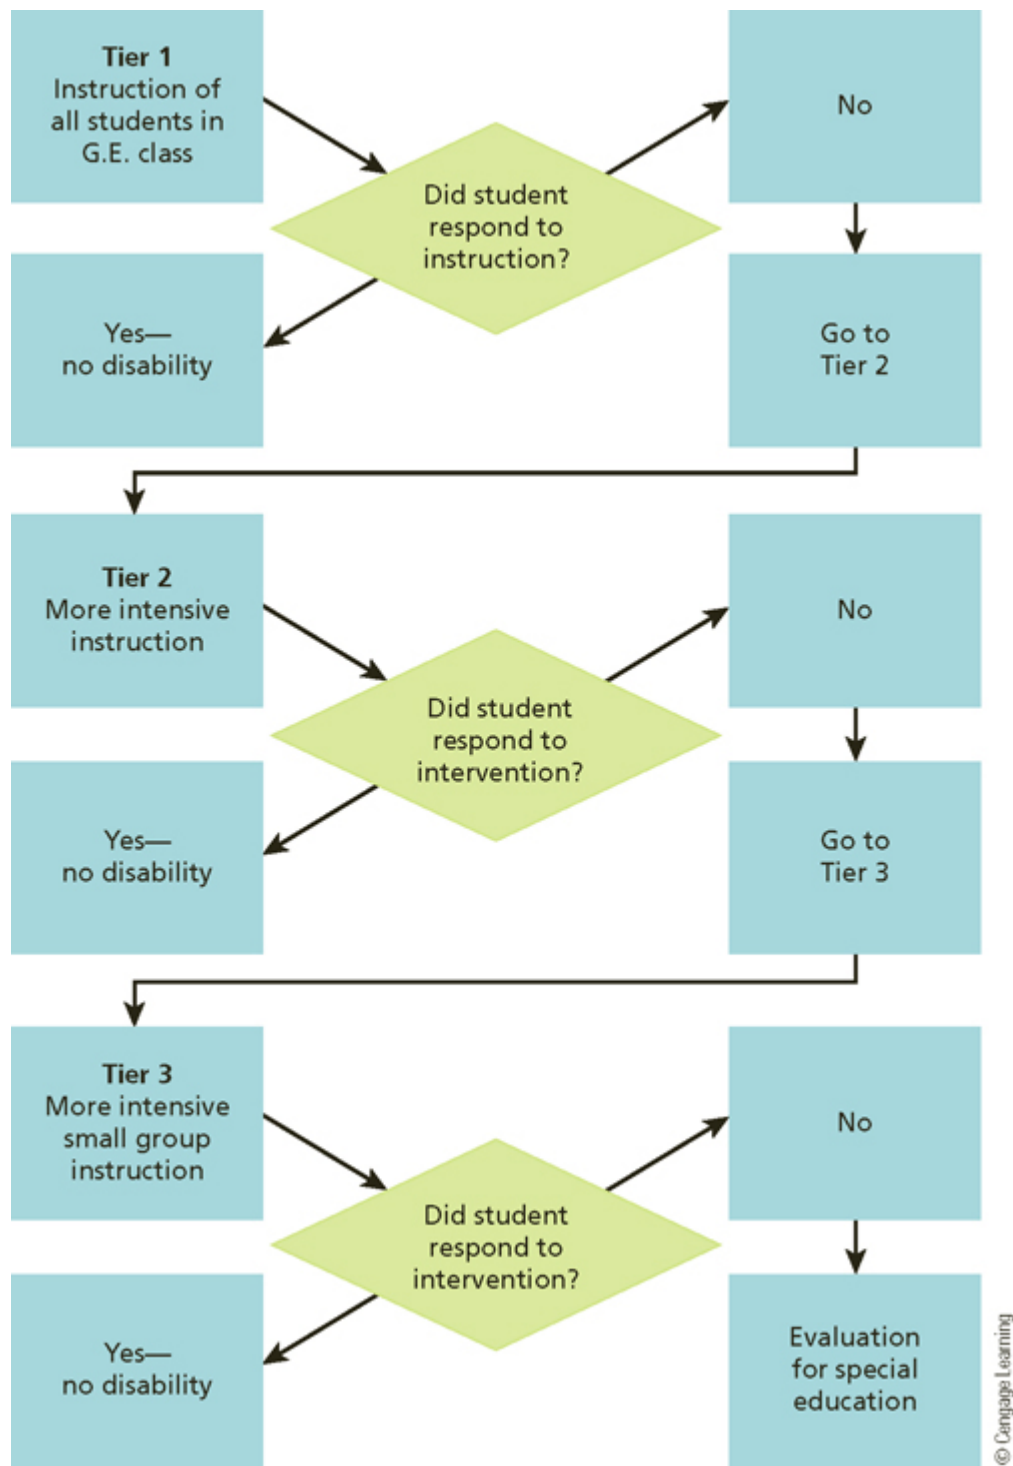 Tier 1
Instruction of
all students in
G.E. class
Did student
respond to
instruction?
No
Yes—
no disability
Go to
Tier 2
Tier 2
More intensive
instruction
Did student
respond to
intervention?
No
Yes—
no disability
Go to
Tier 3
Tier 3
More intensive
small group
instruction
Did student
respond to
intervention?
No
Yes—
no disability
Evaluation
for special
education
© Cengage Learning